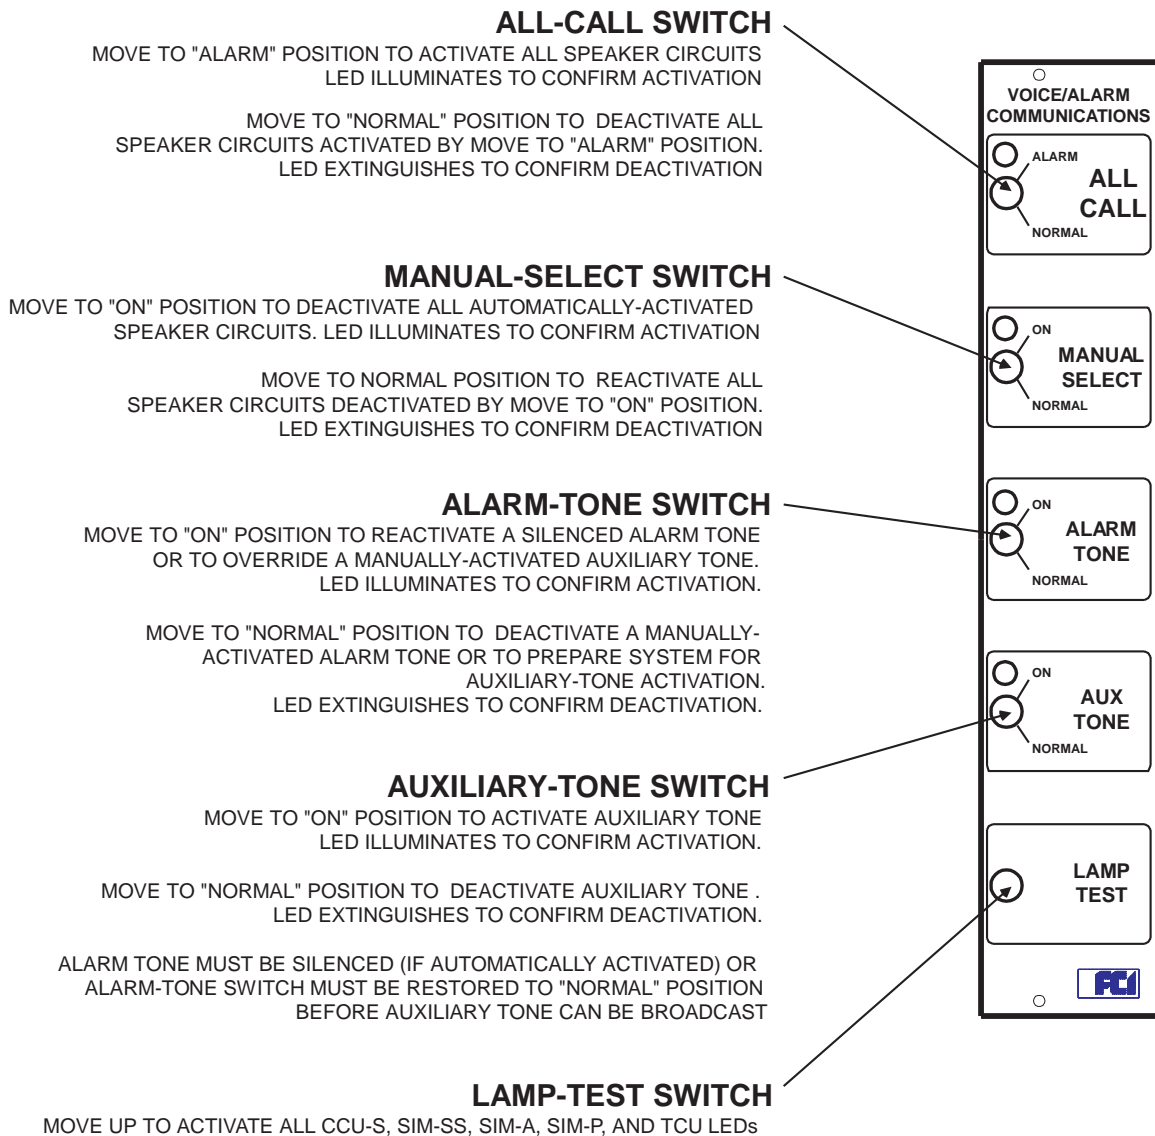 ALL-CALL SWITCH
MOVE TO "ALARM" POSITION TO ACTIVATE ALL SPEAKER CIRCUITS
LED ILLUMINATES TO CONFIRM ACTIVATION
MOVE TO "NORMAL" POSITION TO DEACTIVATE ALL
SPEAKER CIRCUITS ACTIVATED BY MOVE TO "ALARM" POSITION.
LED EXTINGUISHES TO CONFIRM DEACTIVATION
MANUAL-SELECT SWITCH
MOVE TO "ON" POSITION TO DEACTIVATE ALL AUTOMATICALLY-ACTIVATED
SPEAKER CIRCUITS. LED ILLUMINATES TO CONFIRM ACTIVATION
MOVE TO NORMAL POSITION TO REACTIVATE ALL
SPEAKER CIRCUITS DEACTIVATED BY MOVE TO "ON" POSITION.
LED EXTINGUISHES TO CONFIRM DEACTIVATION
ALARM-TONE SWITCH
MOVE TO "ON" POSITION TO REACTIVATE A SILENCED ALARM TONE
OR TO OVERRIDE A MANUALLY-ACTIVATED AUXILIARY TONE.
LED ILLUMINATES TO CONFIRM ACTIVATION.
MOVE TO "NORMAL" POSITION TO DEACTIVATE A MANUALLY-
ACTIVATED ALARM TONE OR TO PREPARE SYSTEM FOR
AUXILIARY-TONE ACTIVATION.
LED EXTINGUISHES TO CONFIRM DEACTIVATION.
AUXILIARY-TONE SWITCH
MOVE TO "ON" POSITION TO ACTIVATE AUXILIARY TONE
LED ILLUMINATES TO CONFIRM ACTIVATION.
MOVE TO "NORMAL" POSITION TO DEACTIVATE AUXILIARY TONE .
LED EXTINGUISHES TO CONFIRM DEACTIVATION.
ALARM TONE MUST BE SILENCED (IF AUTOMATICALLY ACTIVATED) OR
ALARM-TONE SWITCH MUST BE RESTORED TO "NORMAL" POSITION
BEFORE AUXILIARY TONE CAN BE BROADCAST
LAMP-TEST SWITCH
MOVE UP TO ACTIVATE ALL CCU-S, SIM-SS, SIM-A, SIM-P, AND TCU LEDs
VOICE/ALARM
COMMUNICATIONS
ALARM
ALL
CALL
NORMAL
ON
MANUAL
SELECT
NORMAL
ON
ALARM
TONE
NORMAL
ON
AUX
TONE
NORMAL
LAMP
TEST
FCI